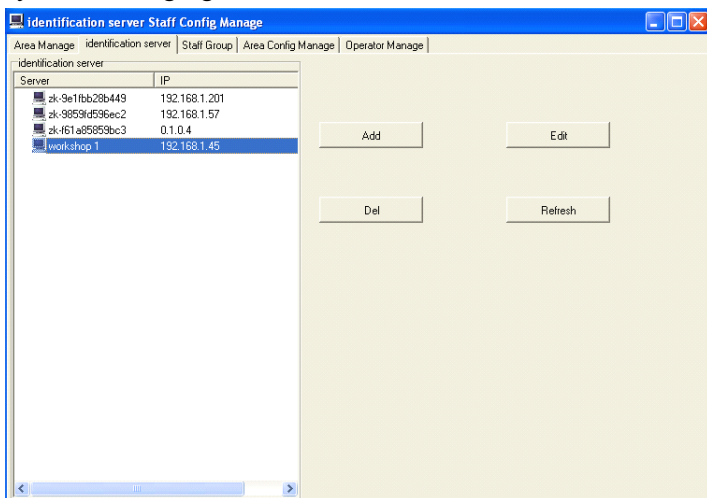 identification server Staff Config Manage
Area Manage identification server Staff Group Area Config Manage Operator Manage
identification server
Server IP
zk-9e1fbb28b449 192.168.1.201
zk-9859fd596ec2 192.168.1.57
zk-f61a85859bc3 0.1.0.4
workshop 1 192.168.1.45
Add Edit
Del Refresh